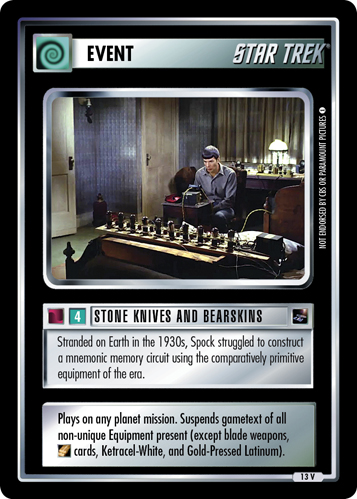 EVENT
STAR TREK
NOT ENDORSED BY CBS OR PARAMOUNT PICTURES
4 STONE KNIVES AND BEARSKINS
Stranded on Earth in the 1930s, Spock struggled to construct
a mnemonic memory circuit using the comparatively primitive
equipment of the era.
Plays on any planet mission. Suspends gametext of all
non-unique Equipment present (except blade weapons,
cards, Ketracel-White, and Gold-Pressed Latinum).
13 V